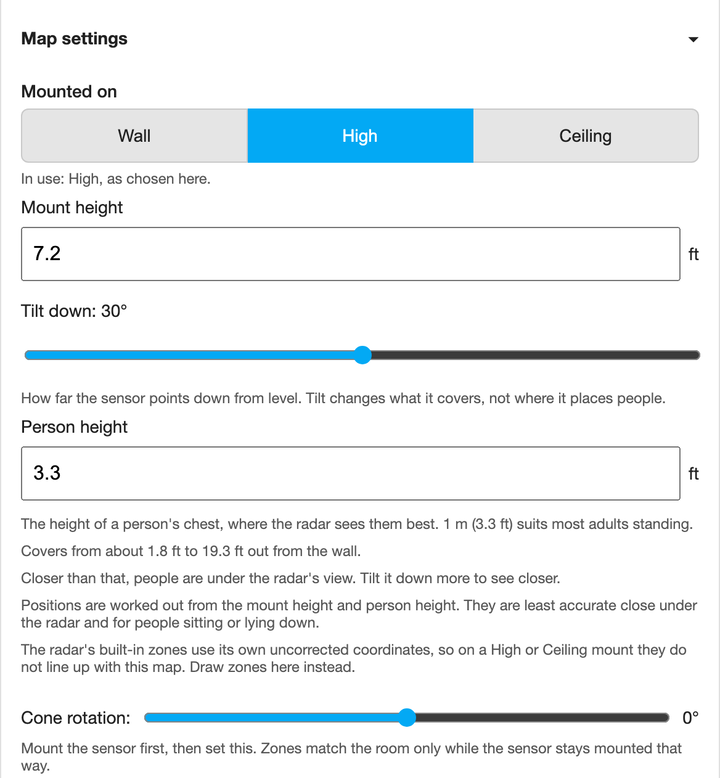 Map settings
Mounted on
Wall
High
Ceiling
In use: High, as chosen here.
Mount height
7.2
ft
Tilt down: 30°
How far the sensor points down from level. Tilt changes what it covers, not where it places people.
Person height
3.3
ft
The height of a person's chest, where the radar sees them best. 1 m (3.3 ft) suits most adults standing.
Covers from about 1.8 ft to 19.3 ft out from the wall.
Closer than that, people are under the radar's view. Tilt it down more to see closer.
Positions are worked out from the mount height and person height. They are least accurate close under
the radar and for people sitting or lying down.
The radar's built-in zones use its own uncorrected coordinates, so on a High or Ceiling mount they do
not line up with this map. Draw zones here instead.
Cone rotation:
0°
Mount the sensor first, then set this. Zones match the room only while the sensor stays mounted that
way.